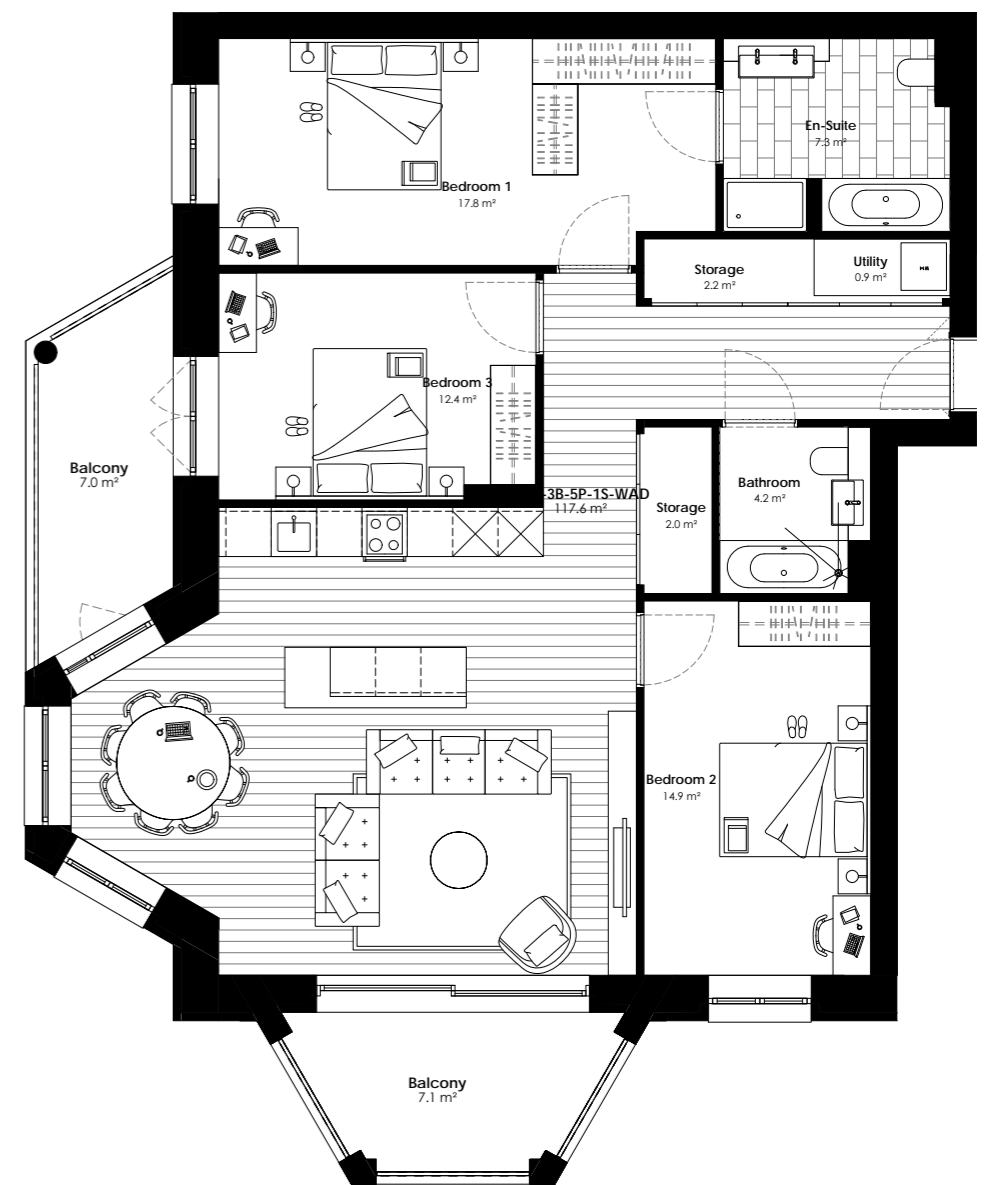 En-Suite
7.3 m²
Bedroom 1
17.8 m²
Storage
2.2 m²
Utility
0.9 m²
Bedroom 3
12.4 m²
Balcony
7.0 m²
-3B-5P-1S-WAD
117.6 m²
Bathroom
4.2 m²
Storage
2.0 m²
Bedroom 2
14.9 m²
Balcony
7.1 m²